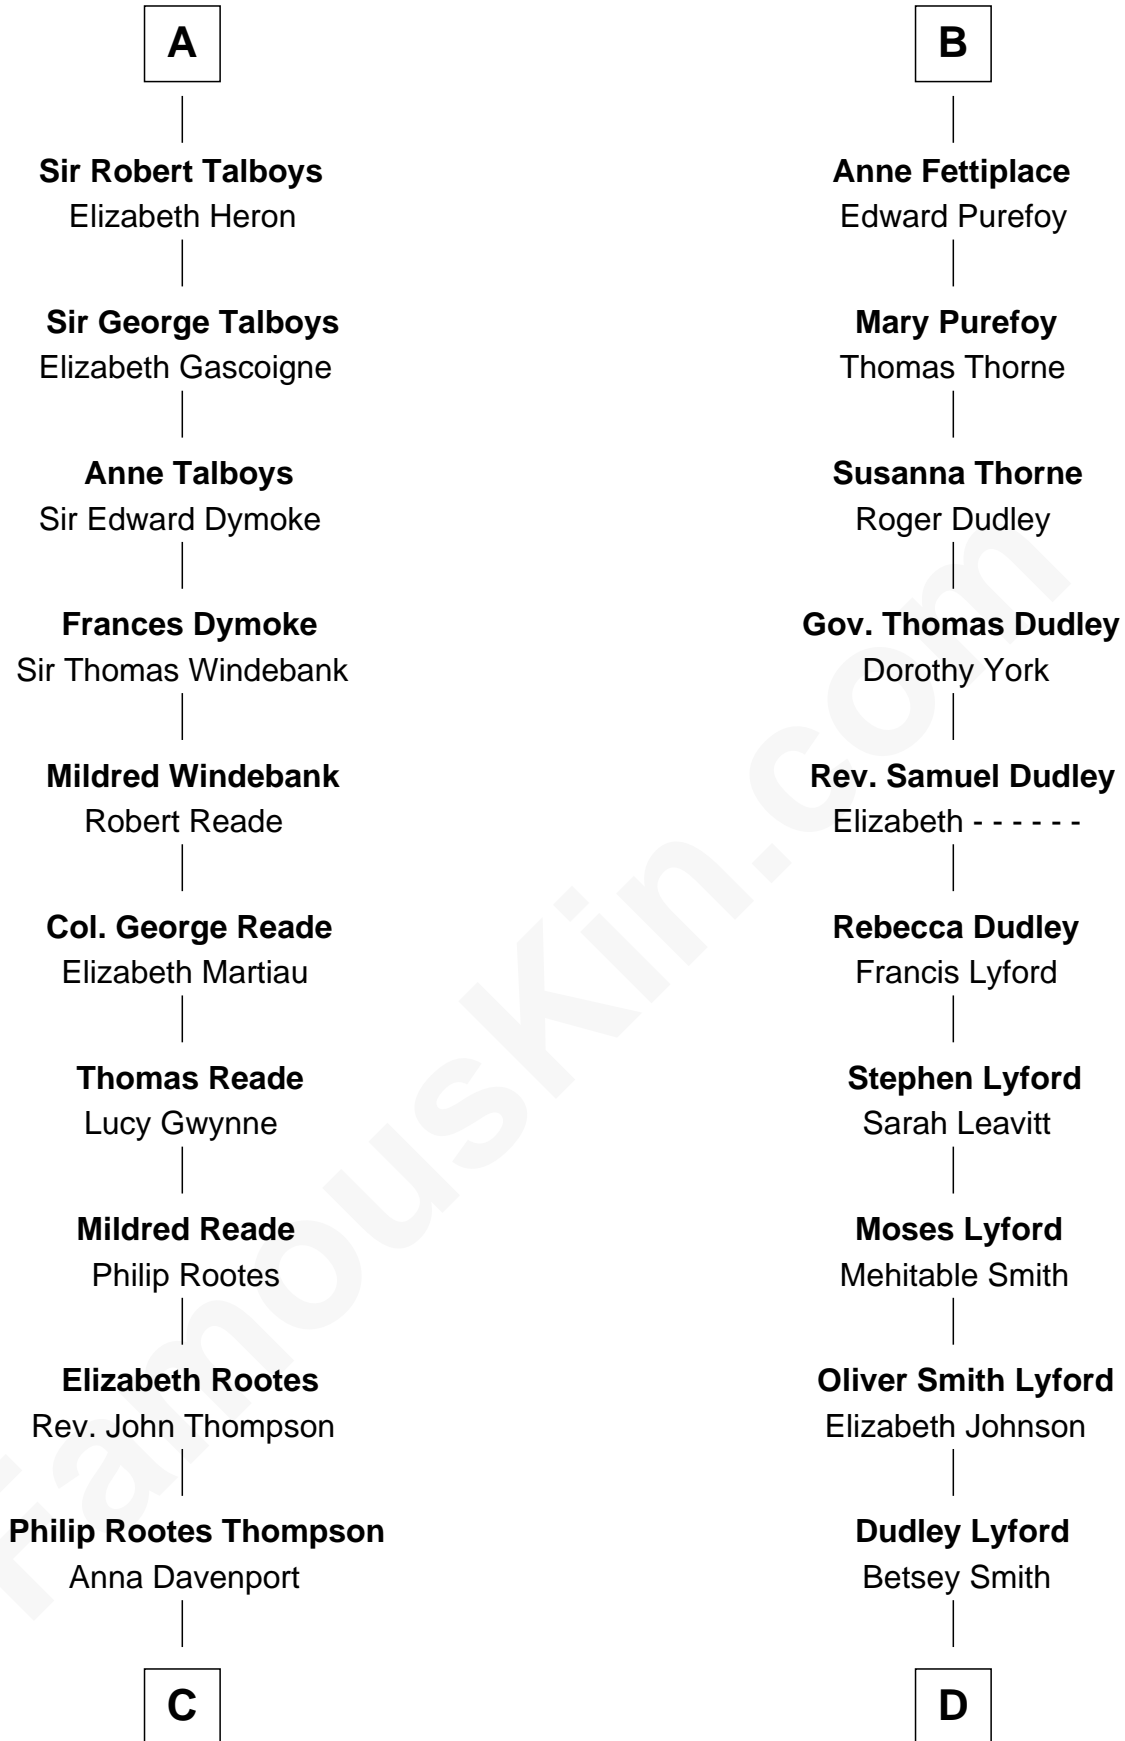 A
Sir Robert Talboys
Elizabeth Heron
Sir George Talboys
Elizabeth Gascoigne
Anne Talboys
Sir Edward Dymoke
Frances Dymoke
Sir Thomas Windebank
Mildred Windebank
Robert Reade
Col. George Reade
Elizabeth Martiau
Thomas Reade
Lucy Gwynne
Mildred Reade
Philip Rootes
Elizabeth Rootes
Rev. John Thompson
Philip Rootes Thompson
Anna Davenport
C
B
Anne Fettiplace
Edward Purefoy
Mary Purefoy
Thomas Thorne
Susanna Thorne
Roger Dudley
Gov. Thomas Dudley
Dorothy York
Rev. Samuel Dudley
Elizabeth - - - - - -
Rebecca Dudley
Francis Lyford
Stephen Lyford
Sarah Leavitt
Moses Lyford
Mehitable Smith
Oliver Smith Lyford
Elizabeth Johnson
Dudley Lyford
Betsey Smith
D
FamousKin.com